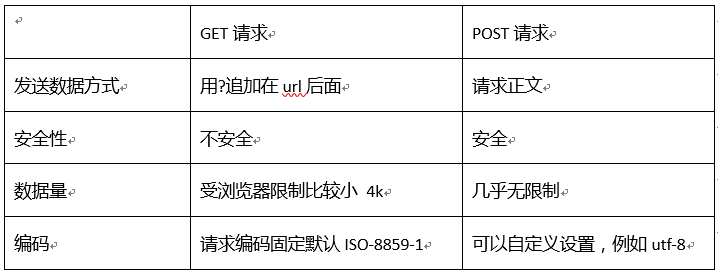 GET 请求 POST 请求
发送数据方式 用?追加在 url 后面 请求正文
安全性 不安全 安全
数据量 受浏览器限制比较小 4k 几乎无限制
编码 请求编码固定默认 ISO-8859-1 可以自定义设置，例如 utf-8